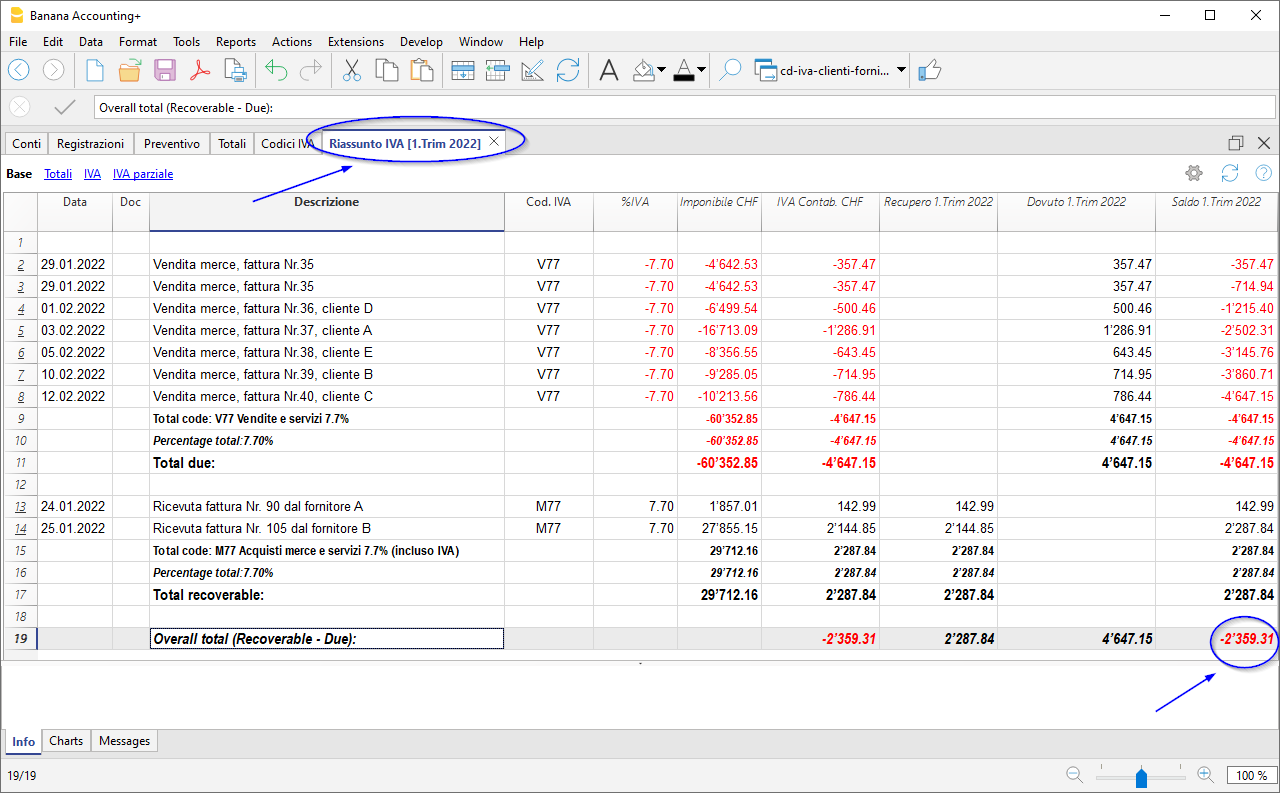 Banana Accounting+
File Edit Data Format Tools Reports Actions Extensions Develop Window Help
cd-iva-clienti-forni...
Overall total (Recoverable - Due):
Conti Registrazioni Preventivo Totali Codici IVA Riassunto IVA [1.Trim 2022]
Base Totali IVA IVA parziale
Data Doc Descrizione Cod. IVA %IVA Imponibile CHF IVA Contab. CHF Recupero 1.Trim 2022 Dovuto 1.Trim 2022 Saldo 1.Trim 2022
1
2 29.01.2022 Vendita merce, fattura Nr.35 V77 -7.70 -4'642.53 -357.47 357.47 -357.47
3 29.01.2022 Vendita merce, fattura Nr.35 V77 -7.70 -4'642.53 -357.47 357.47 -714.94
4 01.02.2022 Vendita merce, fattura Nr.36, cliente D V77 -7.70 -6'499.54 -500.46 500.46 -1'215.40
5 03.02.2022 Vendita merce, fattura Nr.37, cliente A V77 -7.70 -16'713.09 -1'286.91 1'286.91 -2'502.31
6 05.02.2022 Vendita merce, fattura Nr.38, cliente E V77 -7.70 -8'356.55 -643.45 643.45 -3'145.76
7 10.02.2022 Vendita merce, fattura Nr.39, cliente B V77 -7.70 -9'285.05 -714.95 714.95 -3'860.71
8 12.02.2022 Vendita merce, fattura Nr.40, cliente C V77 -7.70 -10'213.56 -786.44 786.44 -4'647.15
9 Total code: V77 Vendite e servizi 7.7% -60'352.85 -4'647.15 4'647.15 -4'647.15
10 Percentage total:7.70% -60'352.85 -4'647.15 4'647.15 -4'647.15
11 Total due: -60'352.85 -4'647.15 4'647.15 -4'647.15
12
13 24.01.2022 Ricevuta fattura Nr. 90 dal fornitore A M77 7.70 1'857.01 142.99 142.99 142.99
14 25.01.2022 Ricevuta fattura Nr. 105 dal fornitore B M77 7.70 27'855.15 2'144.85 2'144.85 2'287.84
15 Total code: M77 Acquisti merce e servizi 7.7% (incluso IVA) 29'712.16 2'287.84 2'287.84 2'287.84
16 Percentage total:7.70% 29'712.16 2'287.84 2'287.84 2'287.84
17 Total recoverable: 29'712.16 2'287.84 2'287.84 2'287.84
18
19 Overall total (Recoverable - Due): -2'359.31 2'287.84 4'647.15 -2'359.31
Info Charts Messages
19/19 100 %